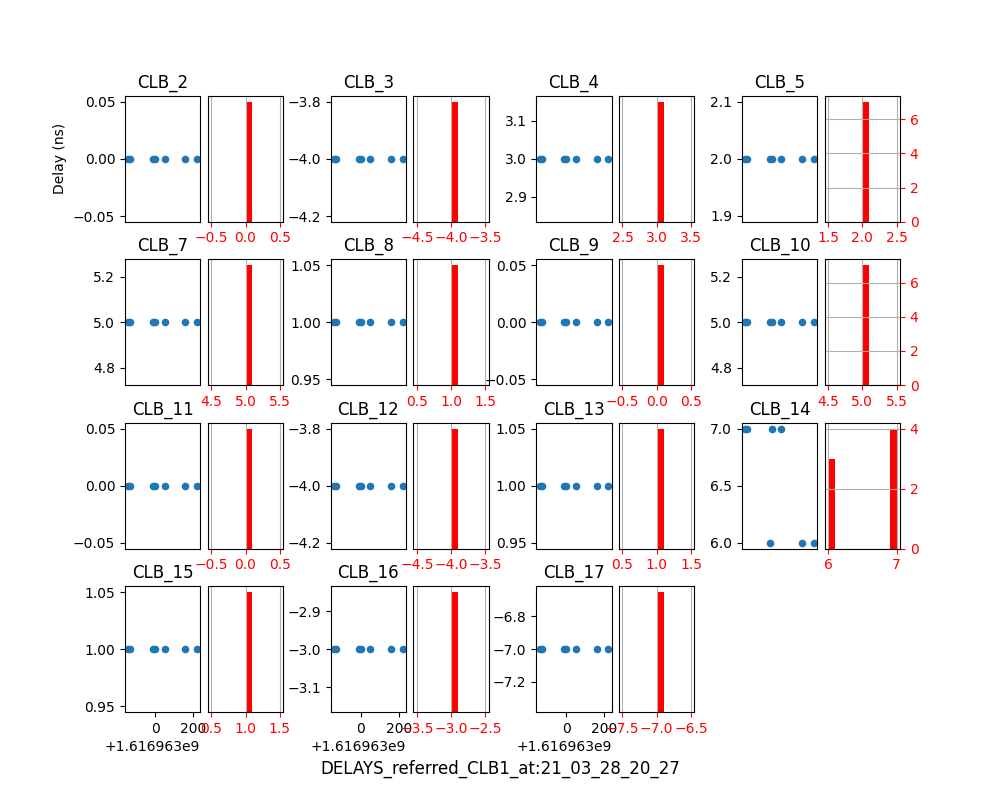 CLB_2 CLB_3 CLB_4 CLB_5
Delay (ns)
0.05 −3.8 3.1 2.1 6
0.00 −4.0 3.0 2.0 4
2
−0.05 −4.2 2.9 1.9 0
−0.5 0.0 0.5 −4.5 −4.0 −3.5 2.5 3.0 3.5 1.5 2.0 2.5
CLB_7 CLB_8 CLB_9 CLB_10
5.2 1.05 0.05 5.2 6
5.0 1.00 0.00 5.0 4
2
4.8 0.95 −0.05 4.8 0
4.5 5.0 5.5 0.5 1.0 1.5 −0.5 0.0 0.5 4.5 5.0 5.5
CLB_11 CLB_12 CLB_13 CLB_14
0.05 −3.8 1.05 7.0 4
0.00 −4.0 1.00 6.5 2
−0.05 −4.2 0.95 6.0 0
−0.5 0.0 0.5 −4.5 −4.0 −3.5 0.5 1.0 1.5 6 7
CLB_15 CLB_16 CLB_17
1.05 −2.9 −6.8
1.00 −3.0 −7.0
0.95 −3.1 −7.2
0 200 0.5 1.0 1.5 0 200 −3.5 −3.0 −2.5 0 200 −7.5 −7.0 −6.5
+1.616963e9 +1.616963e9 +1.616963e9
DELAYS_referred_CLB1_at:21_03_28_20_27